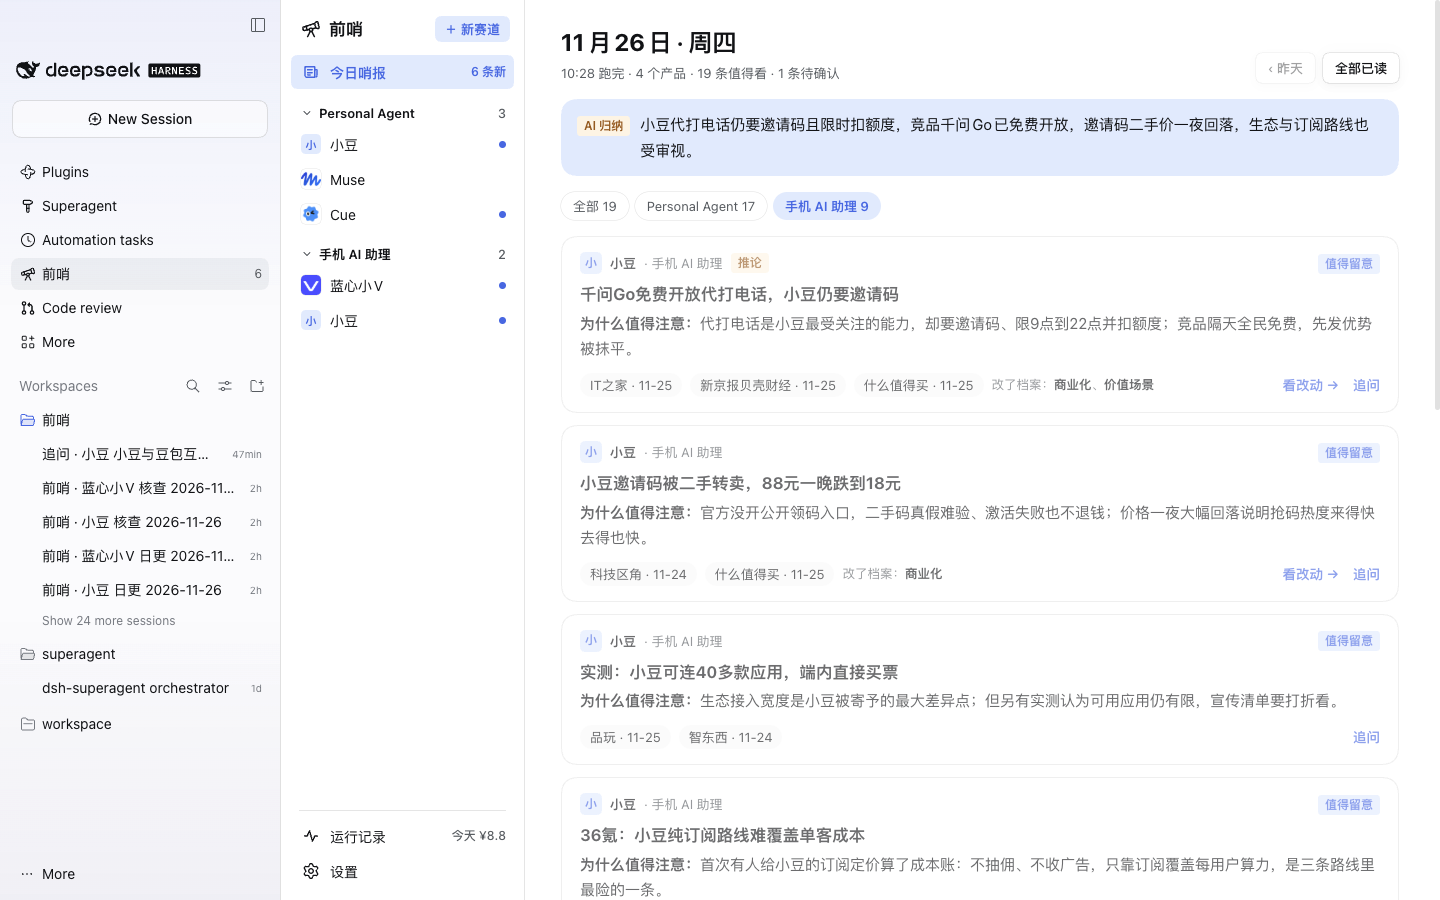 deepseek HARNESS
New Session
Plugins
Superagent
Automation tasks
前哨 6
Code review
More
Workspaces
前哨
追问 · 小豆 小豆与豆包互... 47min
前哨 · 蓝心小V 核查 2026-11... 2h
前哨 · 小豆 核查 2026-11-26 2h
前哨 · 蓝心小V 日更 2026-11... 2h
前哨 · 小豆 日更 2026-11-26 2h
Show 24 more sessions
superagent
dsh-superagent orchestrator 1d
workspace
··· More
前哨 + 新赛道
今日哨报 6 条新
Personal Agent 3
小 小豆
Muse
Cue
手机 AI 助理 2
蓝心小V
小 小豆
运行记录 今天 ¥8.8
设置
11 月 26 日 · 周四
10:28 跑完 · 4 个产品 · 19 条值得看 · 1 条待确认
‹ 昨天 全部已读
AI 归纳 小豆代打电话仍要邀请码且限时扣额度，竞品千问 Go 已免费开放，邀请码二手价一夜回落，生态与订阅路线也
受审视。
全部 19 Personal Agent 17 手机 AI 助理 9
小 小豆 · 手机 AI 助理 推论 值得留意
千问Go免费开放代打电话，小豆仍要邀请码
为什么值得注意：代打电话是小豆最受关注的能力，却要邀请码、限9点到22点并扣额度；竞品隔天全民免费，先发优势
被抹平。
IT之家 · 11-25 新京报贝壳财经 · 11-25 什么值得买 · 11-25 改了档案：商业化、价值场景 看改动 → 追问
小 小豆 · 手机 AI 助理 值得留意
小豆邀请码被二手转卖，88元一晚跌到18元
为什么值得注意：官方没开公开领码入口，二手码真假难验、激活失败也不退钱；价格一夜大幅回落说明抢码热度来得快
去得也快。
科技区角 · 11-24 什么值得买 · 11-25 改了档案：商业化 看改动 → 追问
小 小豆 · 手机 AI 助理 值得留意
实测：小豆可连40多款应用，端内直接买票
为什么值得注意：生态接入宽度是小豆被寄予的最大差异点；但另有实测认为可用应用仍有限，宣传清单要打折看。
品玩 · 11-25 智东西 · 11-24 追问
小 小豆 · 手机 AI 助理 值得留意
36氪：小豆纯订阅路线难覆盖单客成本
为什么值得注意：首次有人给小豆的订阅定价算了成本账：不抽佣、不收广告，只靠订阅覆盖每用户算力，是三条路线里
最险的一条。